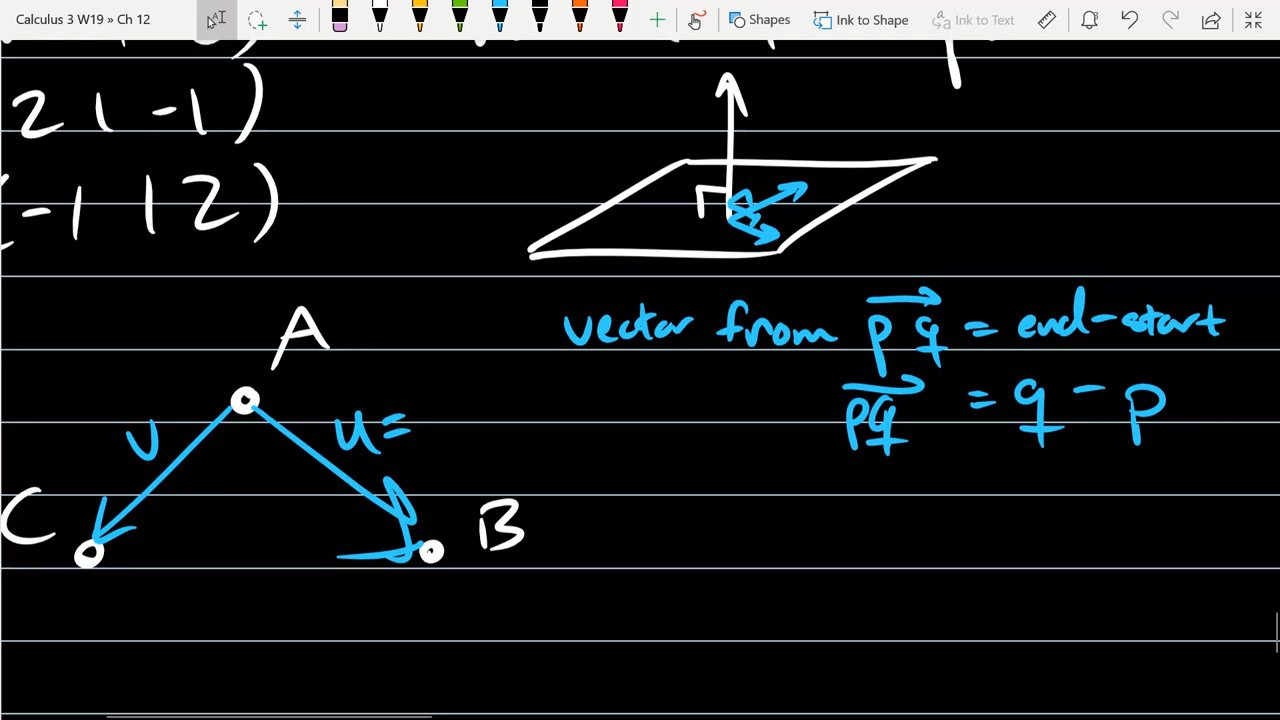 Calculus 3 W19 » Ch 12
Shapes
Ink to Shape
Ink to Text
2 1 -1)
-1 1 2)
A
vector from pq = end-start
pq = q - p
v
u=
C
B